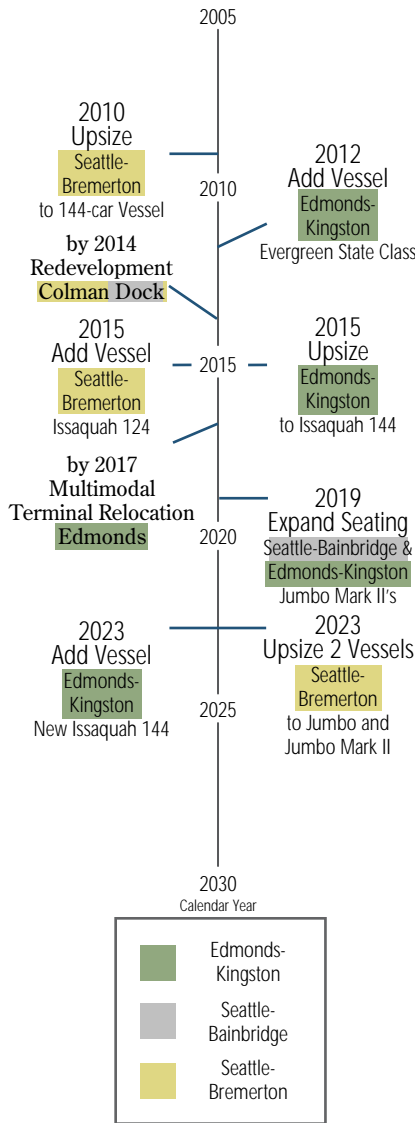 2005
2010
Upsize
Seattle-
Bremerton
to 144-car Vessel
2012
Add Vessel
Edmonds-
Kingston
Evergreen State Class
2010
by 2014
Redevelopment
Colman Dock
2015
Add Vessel
Seattle-
Bremerton
Issaquah 124
2015
2015
Upsize
Edmonds-
Kingston
to Issaquah 144
by 2017
Multimodal
Terminal Relocation
Edmonds
2019
Expand Seating
Seattle-Bainbridge &
Edmonds-Kingston
Jumbo Mark II's
2020
2023
Add Vessel
Edmonds-
Kingston
New Issaquah 144
2023
Upsize 2 Vessels
Seattle-
Bremerton
to Jumbo and
Jumbo Mark II
2025
2030
Calendar Year
Edmonds-
Kingston
Seattle-
Bainbridge
Seattle-
Bremerton